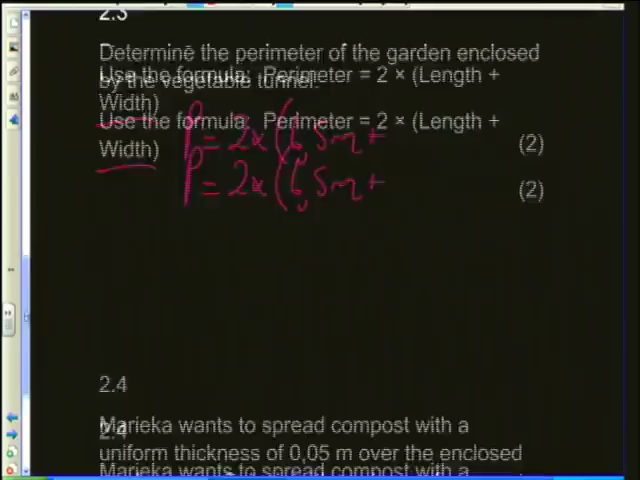 2.3
Determine the perimeter of the garden enclosed
Use the formula: Perimeter = 2 × (Length +
by the vegetable tunnel.
Width)
Use the formula: Perimeter = 2 × (Length +
P = 2x (6,5m + (2)
Width)
P = 2x (6,5m + (2)
2.4
Marieka wants to spread compost with a
2.4
uniform thickness of 0,05 m over the enclosed
Marieka wants to spread compost with a